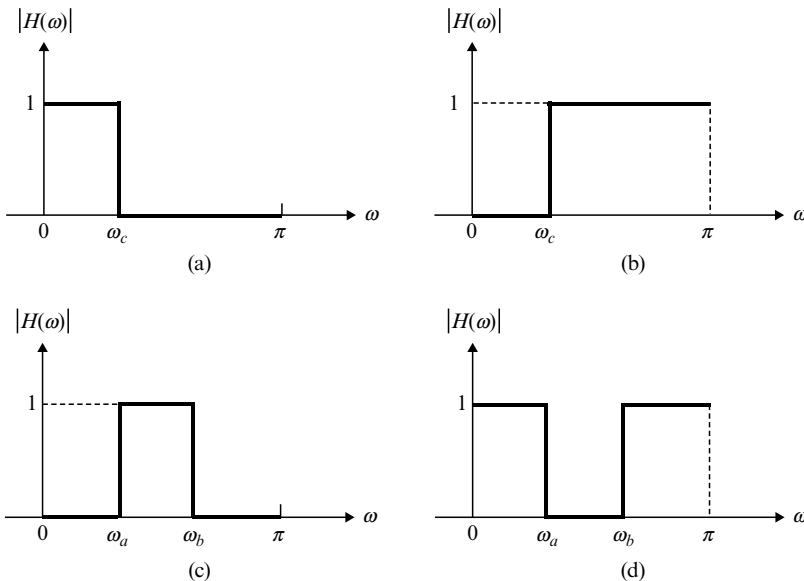 |H(ω)|
1
0 ω_c π ω
(a)
|H(ω)|
1
0 ω_c π ω
(b)
|H(ω)|
1
0 ω_a ω_b π ω
(c)
|H(ω)|
1
0 ω_a ω_b π ω
(d)